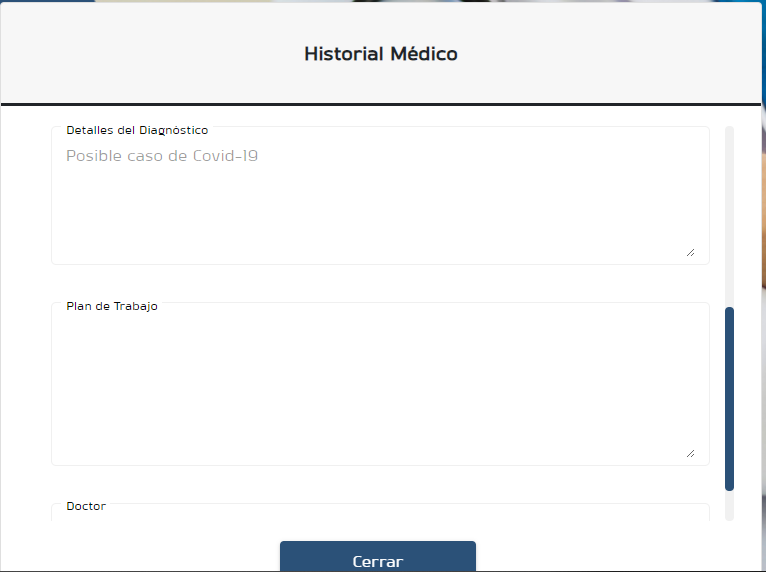 Historial Médico
Detalles del Diagnóstico
Posible caso de Covid-19
Plan de Trabajo
Doctor
Cerrar